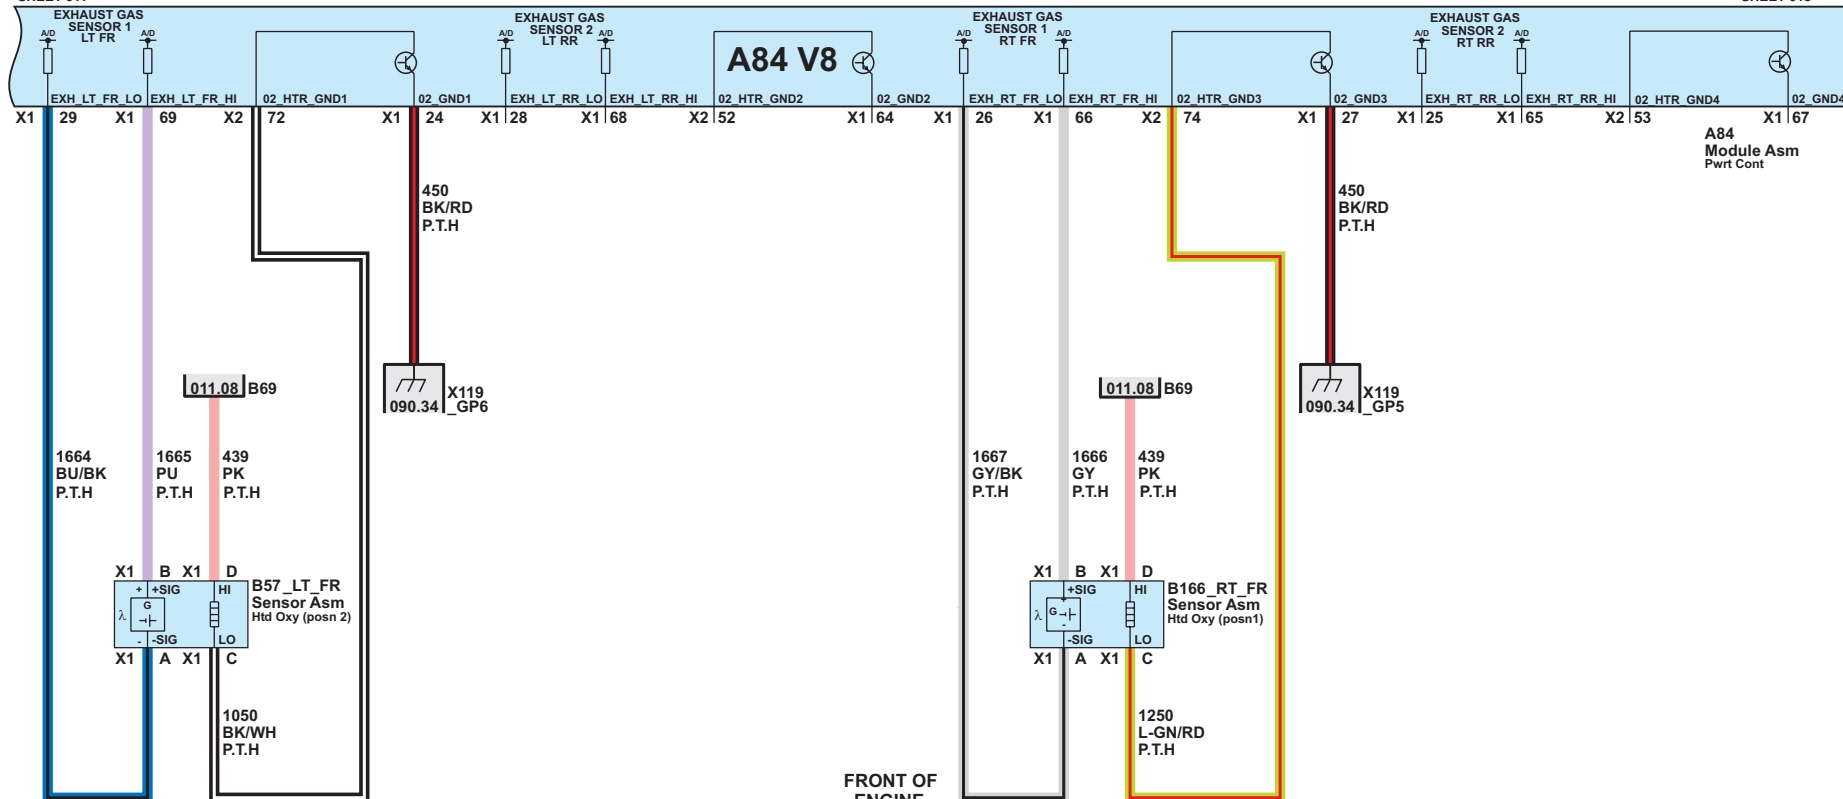 EXHAUST GAS
SENSOR 1
LT FR
A/D
A/D
EXHAUST GAS
SENSOR 2
LT RR
A/D
A/D
A84 V8
EXHAUST GAS
SENSOR 1
RT FR
A/D
A/D
EXHAUST GAS
SENSOR 2
RT RR
A/D
A/D
EXH_LT_FR_LO EXH_LT_FR_HI 02_HTR_GND1 02_GND1 EXH_LT_RR_LO EXH_LT_RR_HI 02_HTR_GND2 02_GND2 EXH_RT_FR_LO EXH_RT_FR_HI 02_HTR_GND3 02_GND3 EXH_RT_RR_LO EXH_RT_RR_HI 02_HTR_GND4 02_GND4
X1 29 X1 69 X2 72 X1 24 X1 28 X1 68 X2 52 X1 64 X1 26 X1 66 X2 74 X1 27 X1 25 X1 65 X2 53 X1 67
A84
Module Asm
Pwrt Cont
450
BK/RD
P.T.H
450
BK/RD
P.T.H
011.08 B69
090.34
X119
_GP6
011.08 B69
090.34
X119
_GP5
1664
BU/BK
P.T.H
1665
PU
P.T.H
439
PK
P.T.H
1667
GY/BK
P.T.H
1666
GY
P.T.H
439
PK
P.T.H
X1 B X1 D
+ +SIG HI
G
λ
- -SIG LO
X1 A X1 C
B57_LT_FR
Sensor Asm
Htd Oxy (posn 2)
X1 B X1 D
+ +SIG HI
G
λ
- -SIG LO
X1 A X1 C
B166_RT_FR
Sensor Asm
Htd Oxy (posn1)
1050
BK/WH
P.T.H
1250
L-GN/RD
P.T.H
FRONT OF
ENGINE